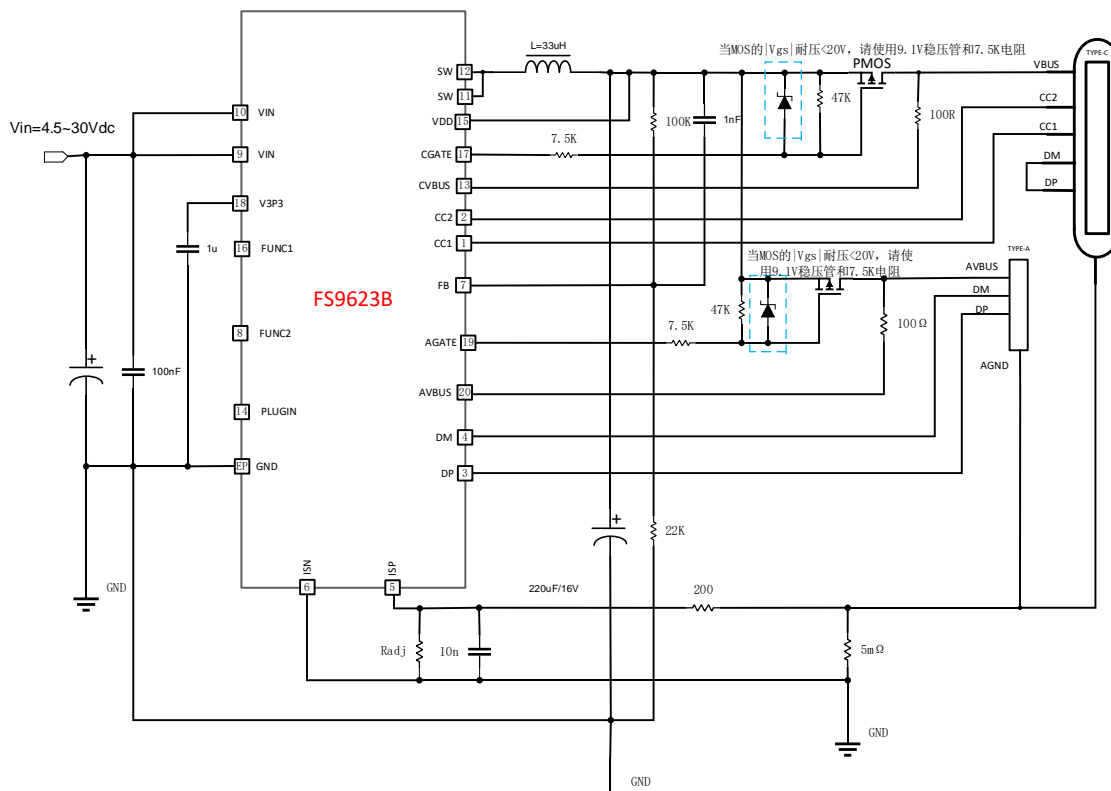 当MOS的|Vgs|耐压<20V, 请使用9.1V稳压管和7.5K电阻
TYPE-C
L=33uH
PMOS
VBUS
SW 12
SW 11
47K
CC2
10 VIN
100R
Vin=4.5~30Vdc
VDD 15
100K
1nF
CC1
7.5K
9 VIN
CGATE 17
DM
CVBUS 13
DP
18 V3P3
CC2 2
1u
16 FUNC1
CC1 1
TYPE-A
当MOS的|Vgs|耐压<20V, 请使
用9.1V稳压管和7.5K电阻
AVBUS
FB 7
DM
FS9623B
47K
DP
8 FUNC2
7.5K
100Ω
AGATE 19
AGND
100nF
AVBUS 20
14 PLUGIN
DM 4
EP GND
DP 3
22K
ISN
ISP
6
5
GND
220uF/16V
200
Radj
10n
5mΩ
GND
GND